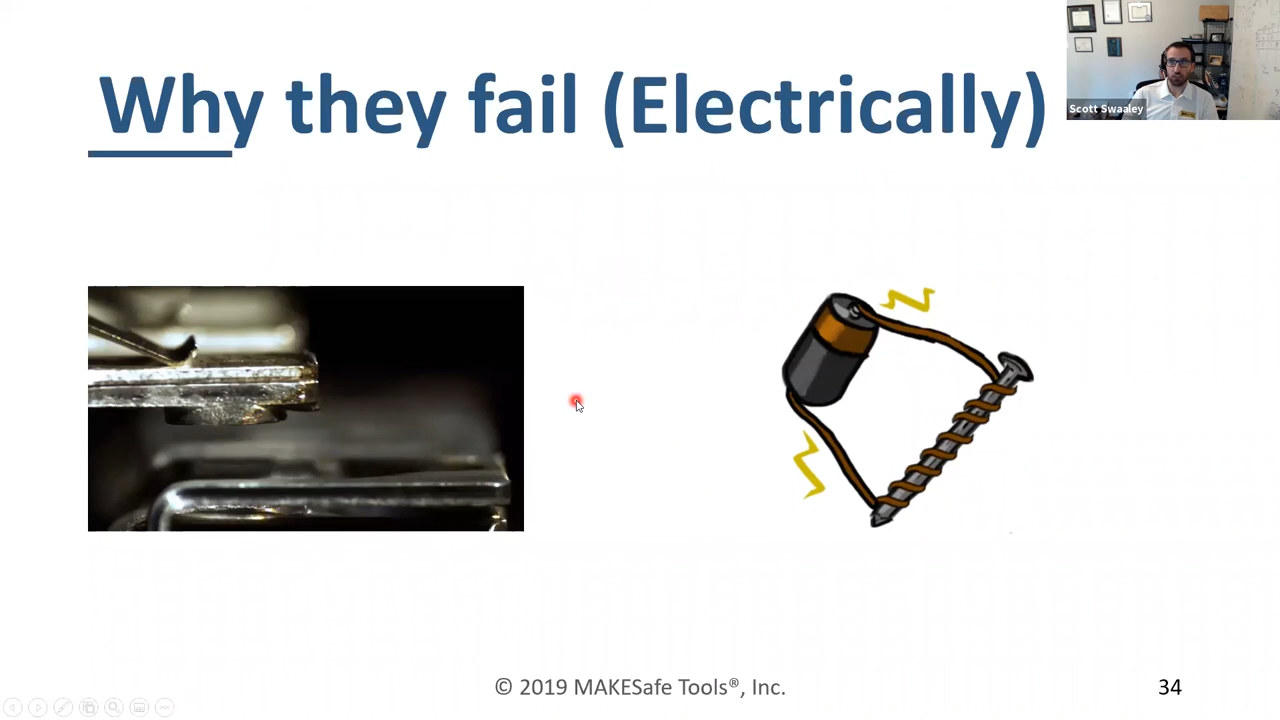 Why they fail (Electrically)
Scott Swaaley
© 2019 MAKESafe Tools®, Inc.
34